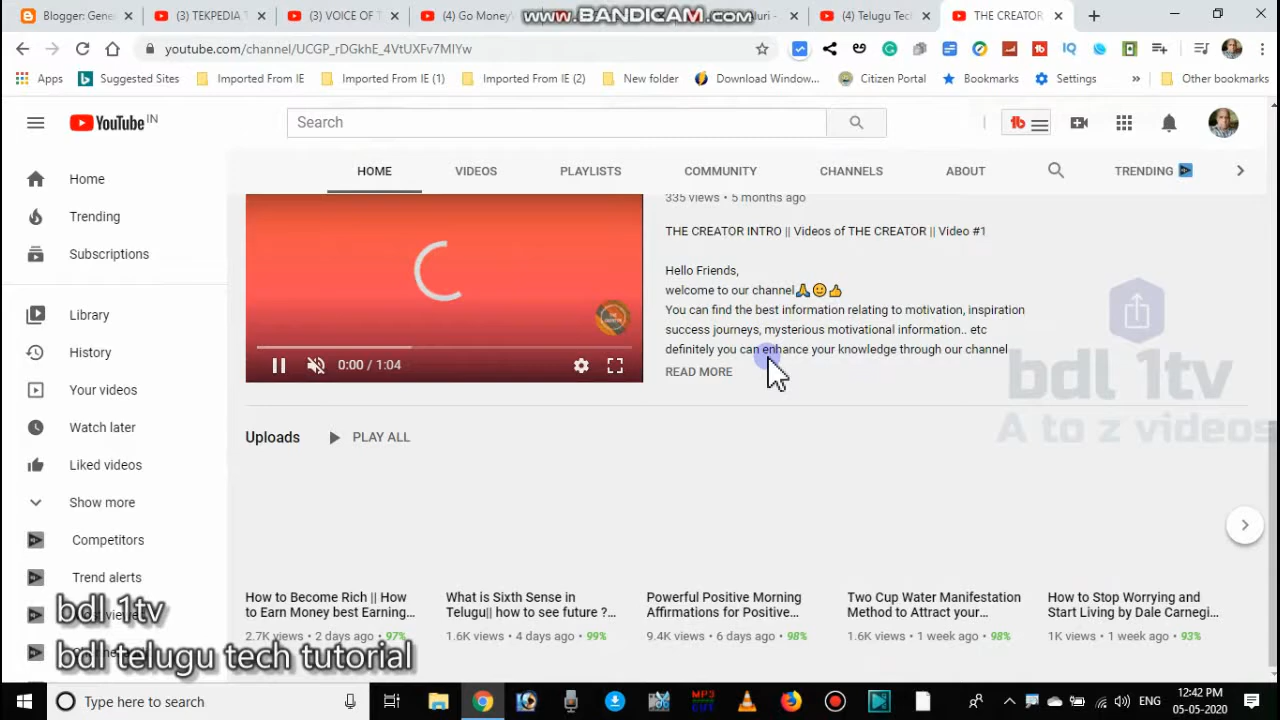 Blogger: Gene
(3) TEKPEDIA T
(3) VOICE OF T
(4) Go Money
www.BANDICAM.com
luri -
(4) Telugu Tec
THE CREATOR
youtube.com/channel/UCGP_rDGkhE_4VtUXFv7MIYw
Apps
Suggested Sites
Imported From IE
Imported From IE (1)
Imported From IE (2)
New folder
Download Window...
Citizen Portal
Bookmarks
Settings
»
Other bookmarks
YouTube IN
Search
HOME
VIDEOS
PLAYLISTS
COMMUNITY
CHANNELS
ABOUT
TRENDING
Home
Trending
Subscriptions
Library
History
Your videos
Watch later
Liked videos
Show more
Competitors
Trend alerts
335 views • 5 months ago
THE CREATOR INTRO || Videos of THE CREATOR || Video #1
Hello Friends,
welcome to our channel🙏🙂👍
You can find the best information relating to motivation, inspiration
success journeys, mysterious motivational information.. etc
definitely you can enhance your knowledge through our channel
READ MORE
0:00 / 1:04
bdl 1tv
A to z videos
Uploads
PLAY ALL
How to Become Rich || How
to Earn Money best Earning...
2.7K views • 2 days ago 97%
What is Sixth Sense in
Telugu|| how to see future ?...
1.6K views • 4 days ago 99%
Powerful Positive Morning
Affirmations for Positive...
9.4K views • 6 days ago 98%
Two Cup Water Manifestation
Method to Attract your...
1.6K views • 1 week ago 98%
How to Stop Worrying and
Start Living by Dale Carnegi...
1K views • 1 week ago 93%
bdl 1tv
bdl telugu tech tutorial
Type here to search
MP3
CUT
ENG
12:42 PM
05-05-2020